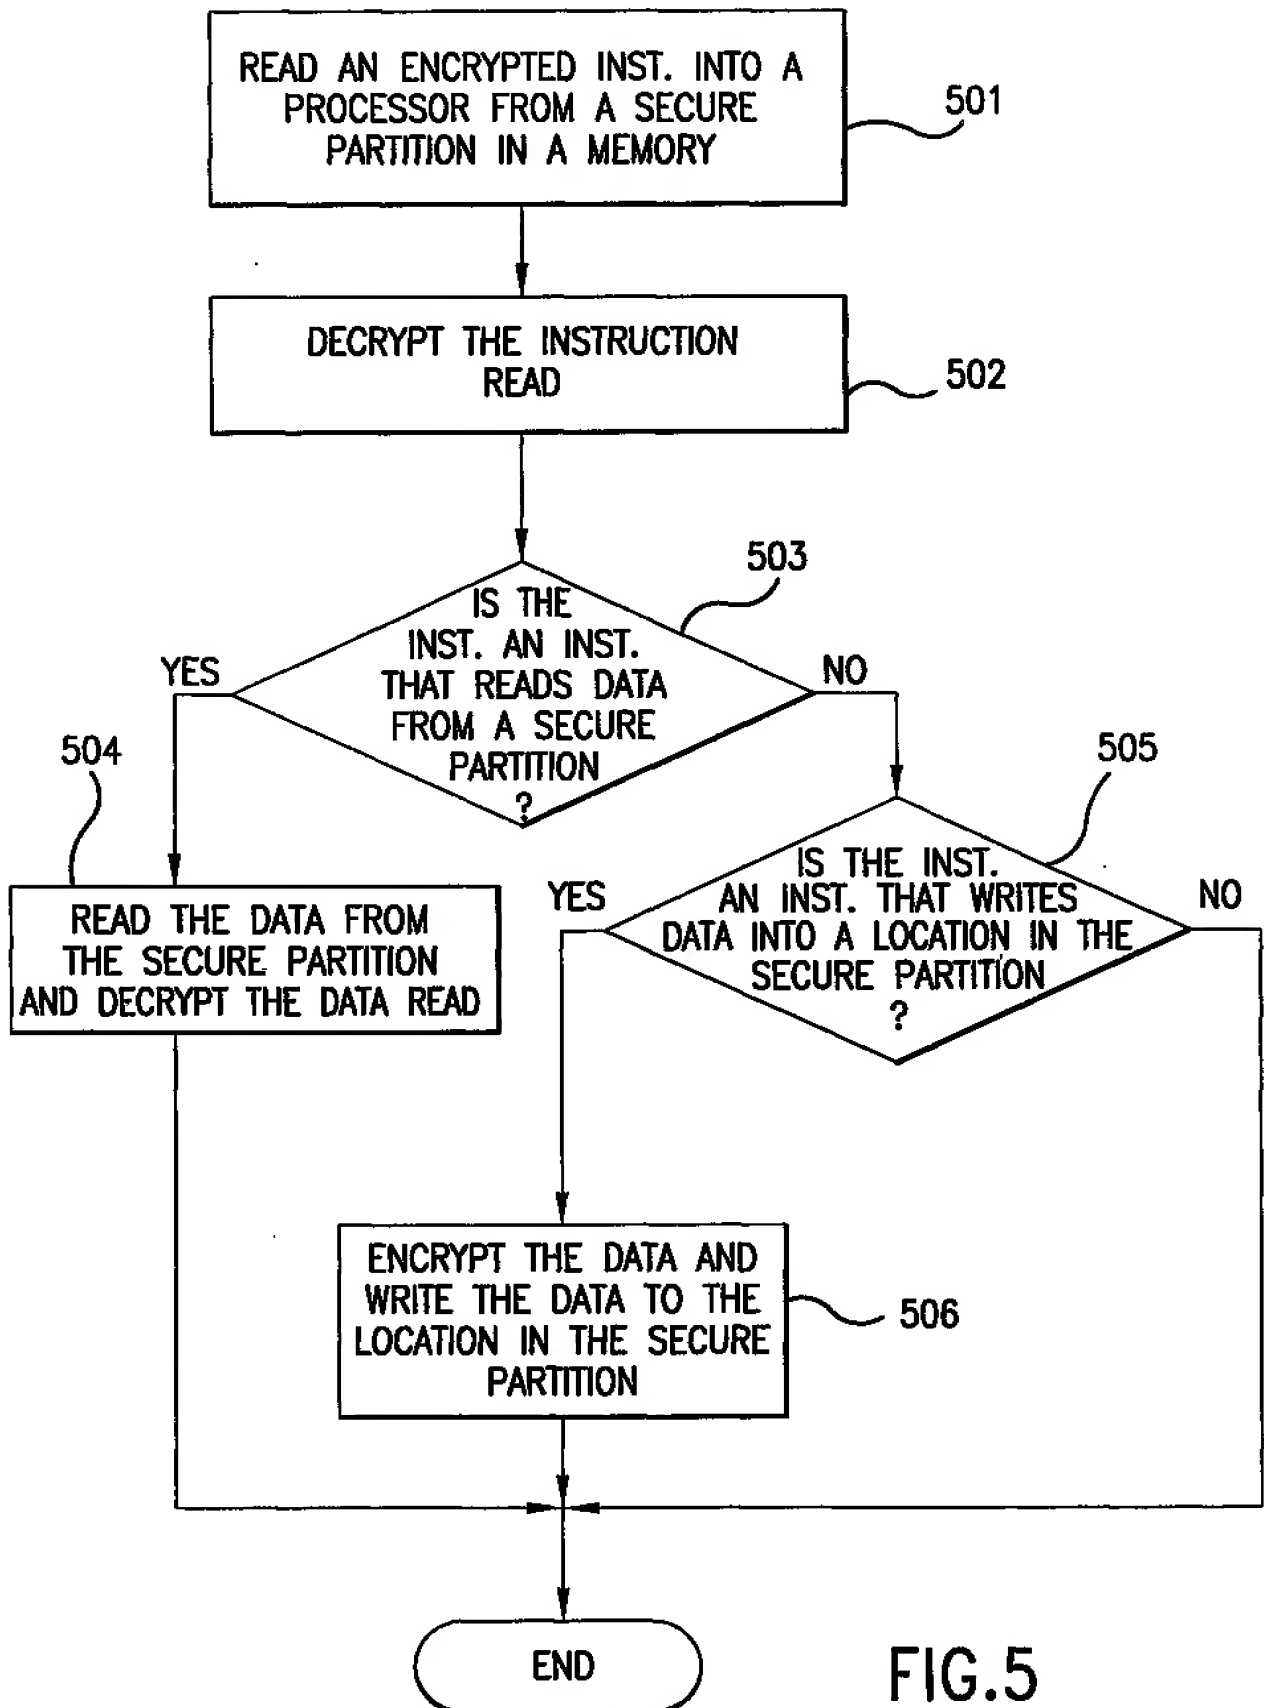 READ AN ENCRYPTED INST. INTO A
PROCESSOR FROM A SECURE
PARTITION IN A MEMORY
501
DECRYPT THE INSTRUCTION
READ
502
503
IS THE
INST. AN INST.
THAT READS DATA
FROM A SECURE
PARTITION
?
YES
NO
504
READ THE DATA FROM
THE SECURE PARTITION
AND DECRYPT THE DATA READ
505
IS THE INST.
AN INST. THAT WRITES
DATA INTO A LOCATION IN THE
SECURE PARTITION
?
YES
NO
ENCRYPT THE DATA AND
WRITE THE DATA TO THE
LOCATION IN THE SECURE
PARTITION
506
END
FIG.5